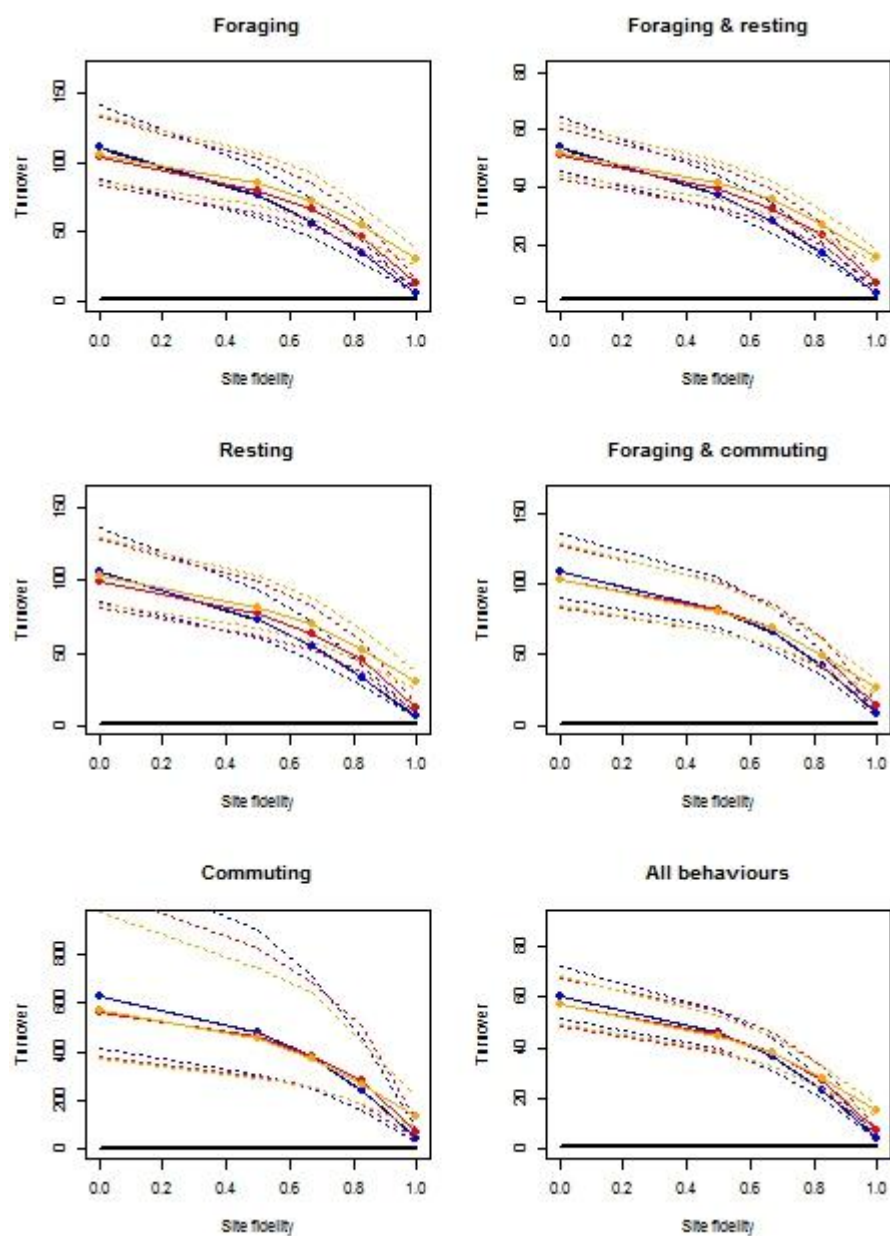 Foraging
Turnover
150
100
50
0
0.0 0.2 0.4 0.6 0.8 1.0
Site fidelity
Foraging & resting
Turnover
80
60
40
20
0
0.0 0.2 0.4 0.6 0.8 1.0
Site fidelity
Resting
Turnover
150
100
50
0
0.0 0.2 0.4 0.6 0.8 1.0
Site fidelity
Foraging & commuting
Turnover
150
100
50
0
0.0 0.2 0.4 0.6 0.8 1.0
Site fidelity
Commuting
Turnover
800
600
400
200
0
0.0 0.2 0.4 0.6 0.8 1.0
Site fidelity
All behaviours
Turnover
80
60
40
20
0
0.0 0.2 0.4 0.6 0.8 1.0
Site fidelity